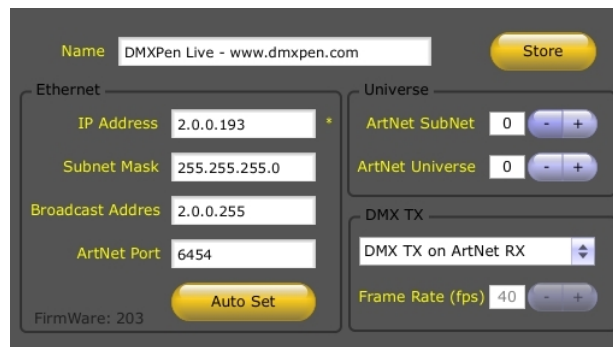 Name DMXPen Live - www.dmxpen.com Store
Ethernet
IP Address 2.0.0.193 *
Subnet Mask 255.255.255.0
Broadcast Addres 2.0.0.255
ArtNet Port 6454
Auto Set
FirmWare: 203
Universe
ArtNet SubNet 0 - +
ArtNet Universe 0 - +
DMX TX
DMX TX on ArtNet RX
Frame Rate (fps) 40 - +